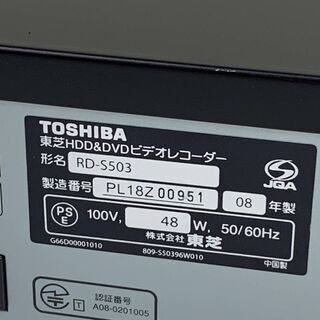 TOSHIBA
東芝HDD&DVDビデオレコーダー
形名 RD-S503
JQA
製造番号 PL18Z00951 08 年製
PSE 100V, 48 W, 50/60Hz
株式会社 東芝
G66D00001010 809-S50396W010 中国製
T 認証番号
A08-0201005